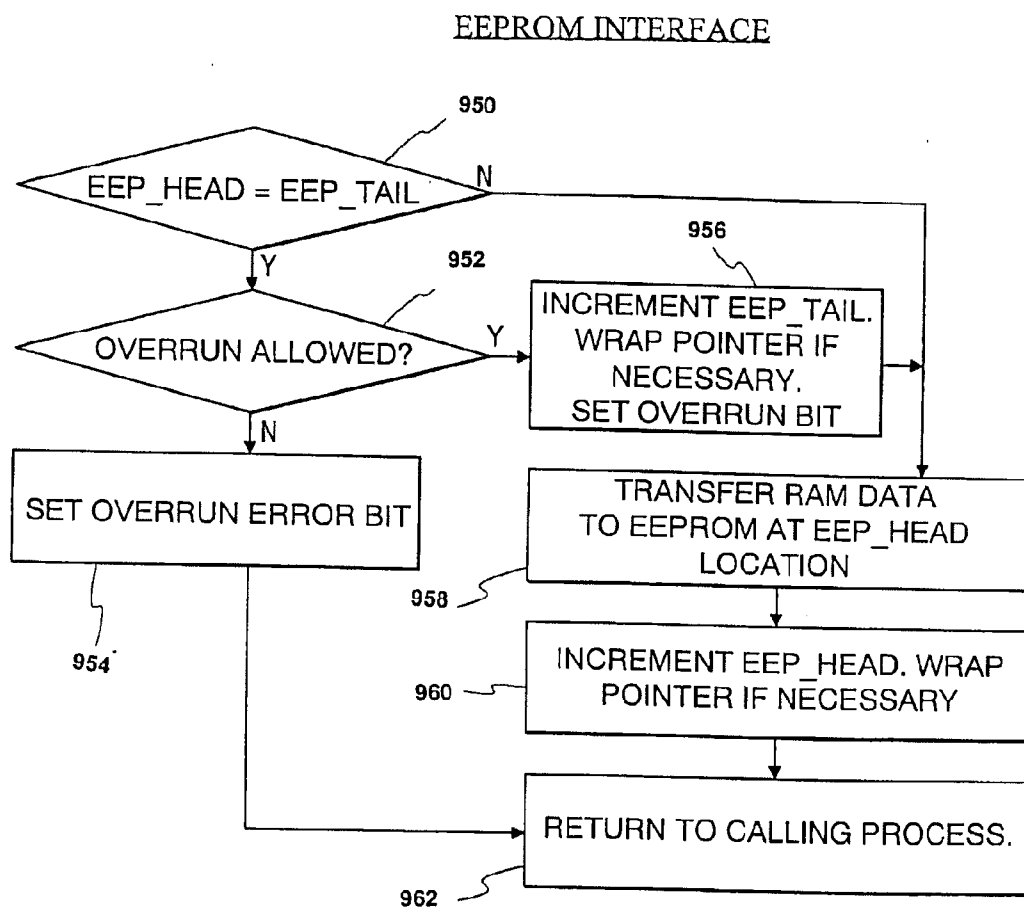 EEPROM INTERFACE
950
EEP_HEAD = EEP_TAIL
N
Y
952
OVERRUN ALLOWED?
Y
N
956
INCREMENT EEP_TAIL.
WRAP POINTER IF
NECESSARY.
SET OVERRUN BIT
SET OVERRUN ERROR BIT
954
TRANSFER RAM DATA
TO EEPROM AT EEP_HEAD
LOCATION
958
INCREMENT EEP_HEAD. WRAP
POINTER IF NECESSARY
960
RETURN TO CALLING PROCESS.
962